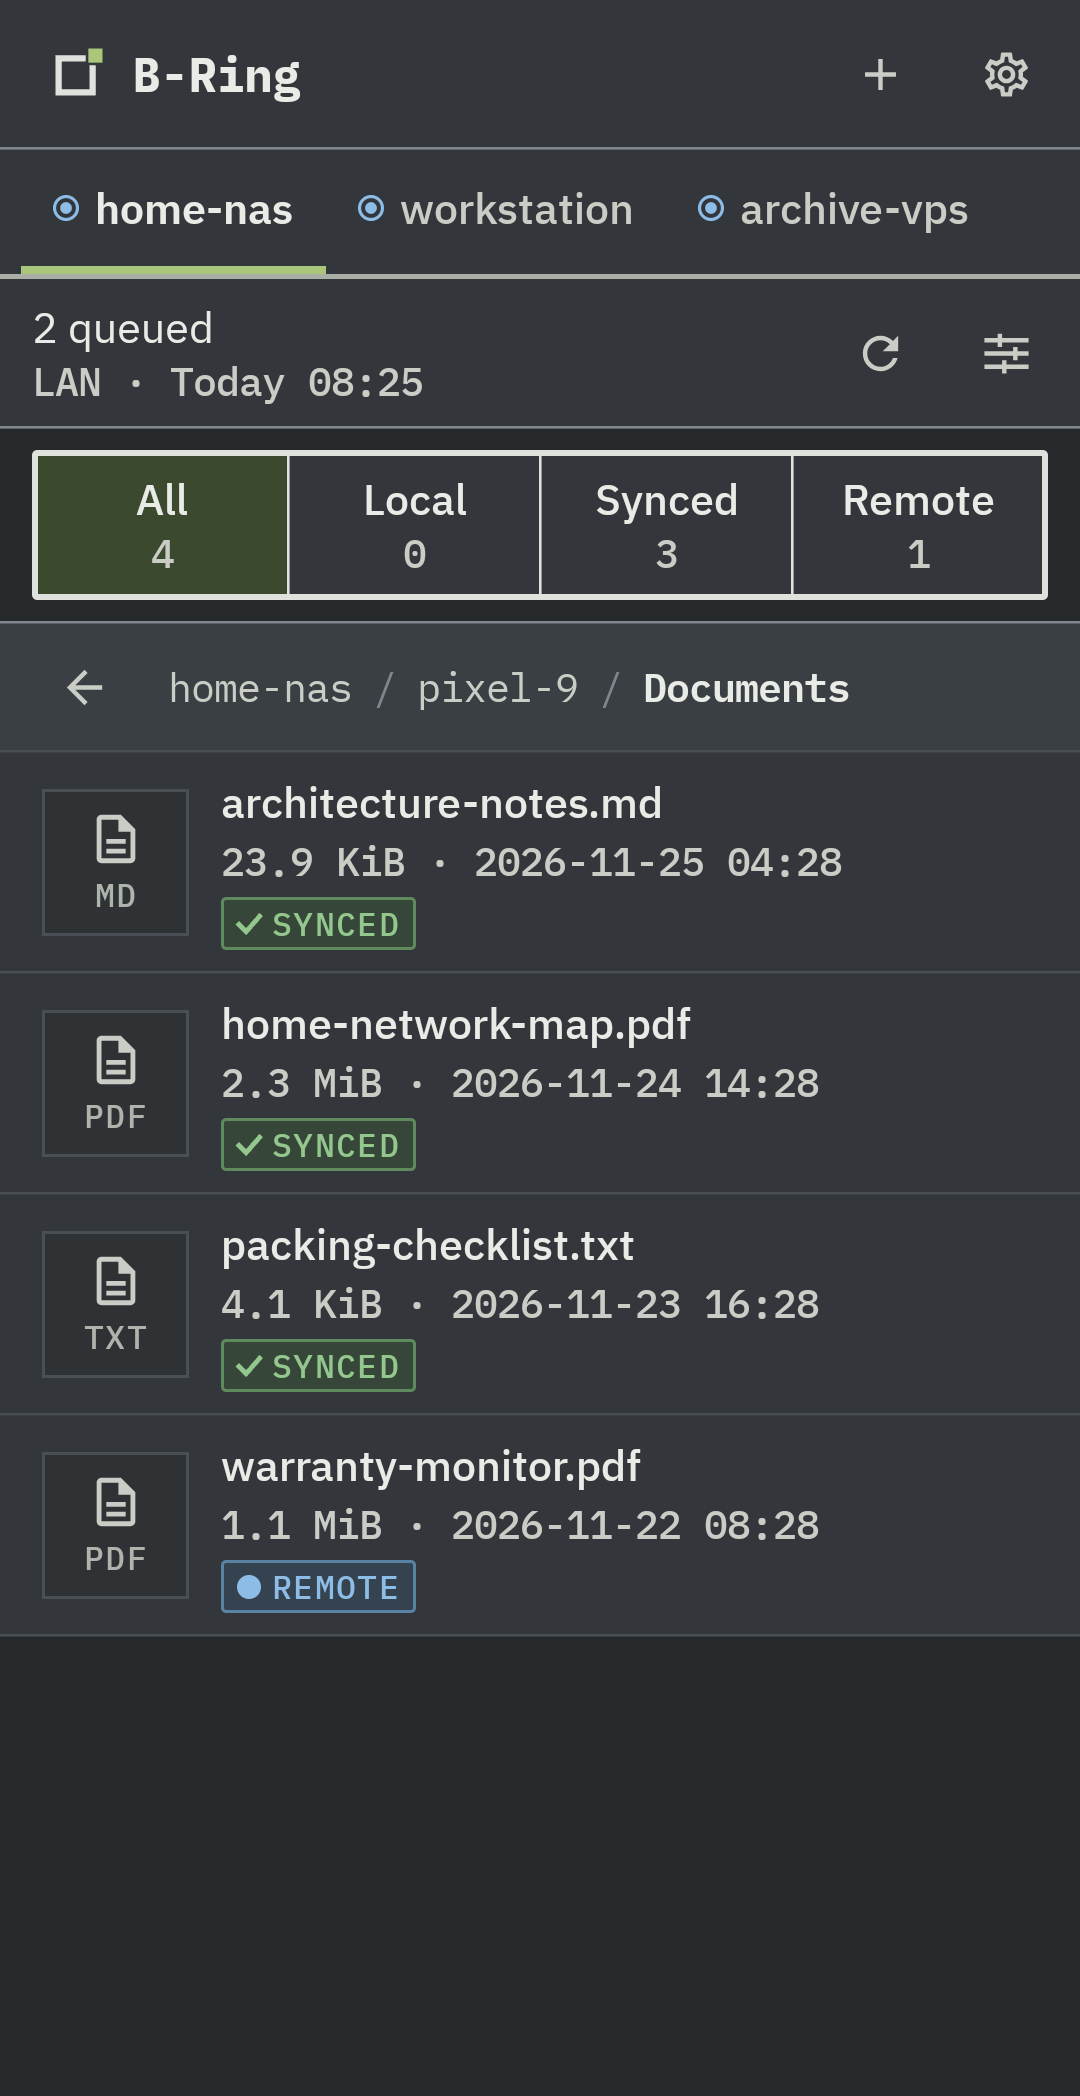 B-Ring
home-nas workstation archive-vps
2 queued
LAN · Today 08:25
All Local Synced Remote
4 0 3 1
home-nas / pixel-9 / Documents
architecture-notes.md
23.9 KiB · 2026-11-25 04:28
MD
SYNCED
home-network-map.pdf
2.3 MiB · 2026-11-24 14:28
PDF
SYNCED
packing-checklist.txt
4.1 KiB · 2026-11-23 16:28
TXT
SYNCED
warranty-monitor.pdf
1.1 MiB · 2026-11-22 08:28
PDF
REMOTE